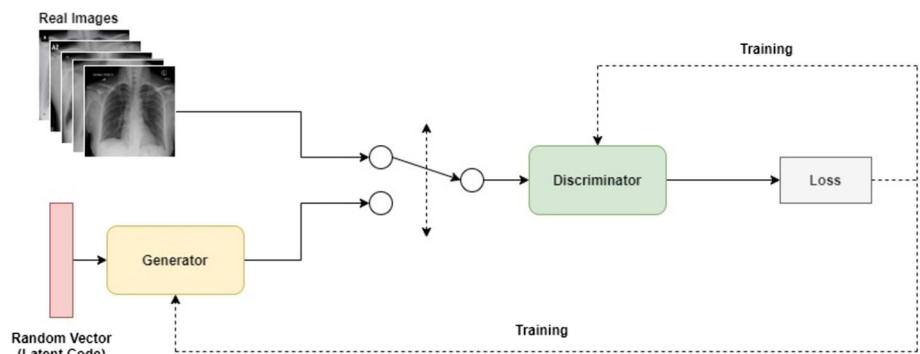 Real Images
Training
Discriminator
Loss
Generator
Training
Random Vector
(Latent Code)